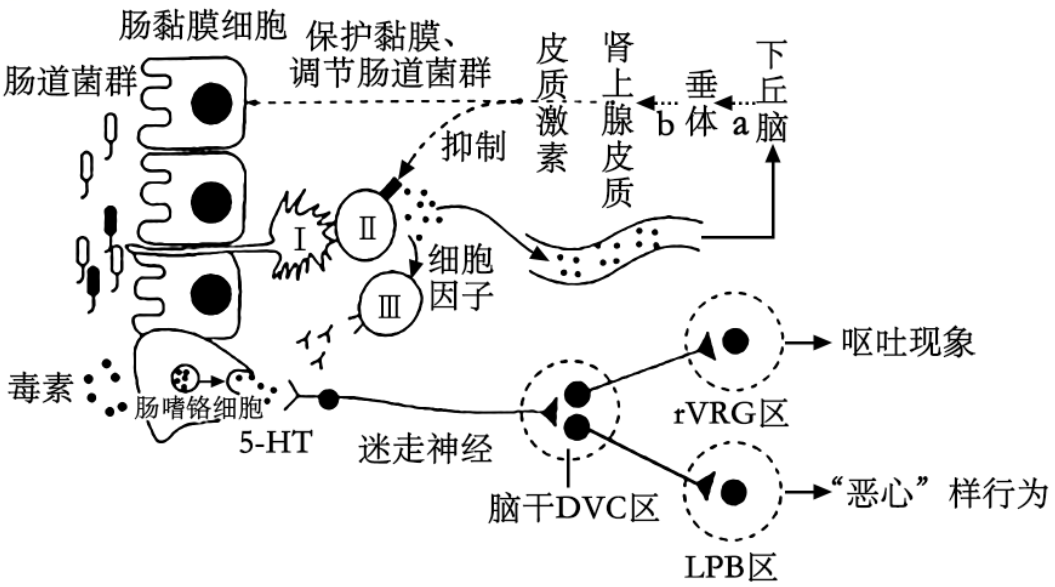 肠黏膜细胞
肠道菌群
保护黏膜、
调节肠道菌群
皮质激素
肾上腺皮质
b
垂体
a
下丘脑
抑制
I
II
III
细胞
因子
毒素
肠嗜铬细胞
5-HT
迷走神经
脑干DVC区
rVRG区
呕吐现象
LPB区
“恶心”样行为